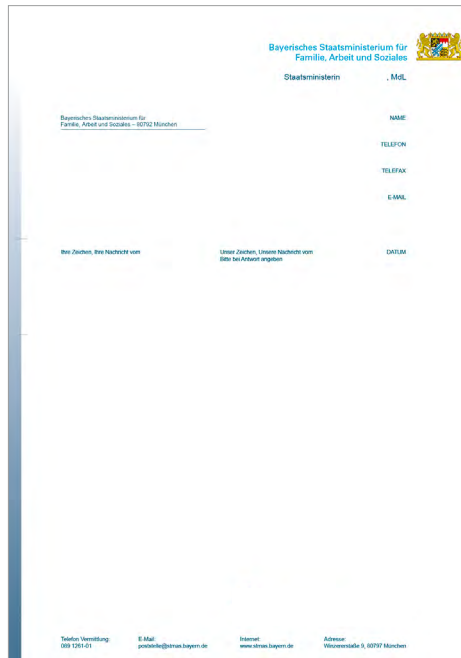 Bayerisches Staatsministerium für
Familie, Arbeit und Soziales
Staatsministerin , MdL
Bayerisches Staatsministerium für
Familie, Arbeit und Soziales – 80792 München
NAME
TELEFON
TELEFAX
E-MAIL
Ihre Zeichen, Ihre Nachricht vom
Unser Zeichen, Unsere Nachricht vom
Bitte bei Antwort angeben
DATUM
Telefon Vermittlung:
089 1261-01
E-Mail:
poststelle@stmas.bayern.de
Internet:
www.stmas.bayern.de
Adresse:
Winzererstraße 9, 80797 München